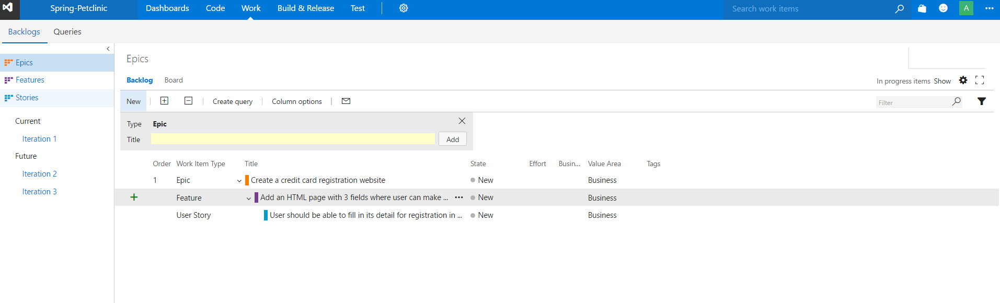 Spring-Petclinic Dashboards Code Work Build & Release Test Search work items A
Backlogs Queries
Epics
Features
Stories
Current
Iteration 1
Future
Iteration 2
Iteration 3
Epics
Backlog Board In progress items Show
New Create query Column options Filter
Type Epic
Title Add
Order Work Item Type Title State Effort Busin... Value Area Tags
1 Epic Create a credit card registration website New Business
Feature Add an HTML page with 3 fields where user can make ... New Business
User Story User should be able to fill in its detail for registration in ... New Business